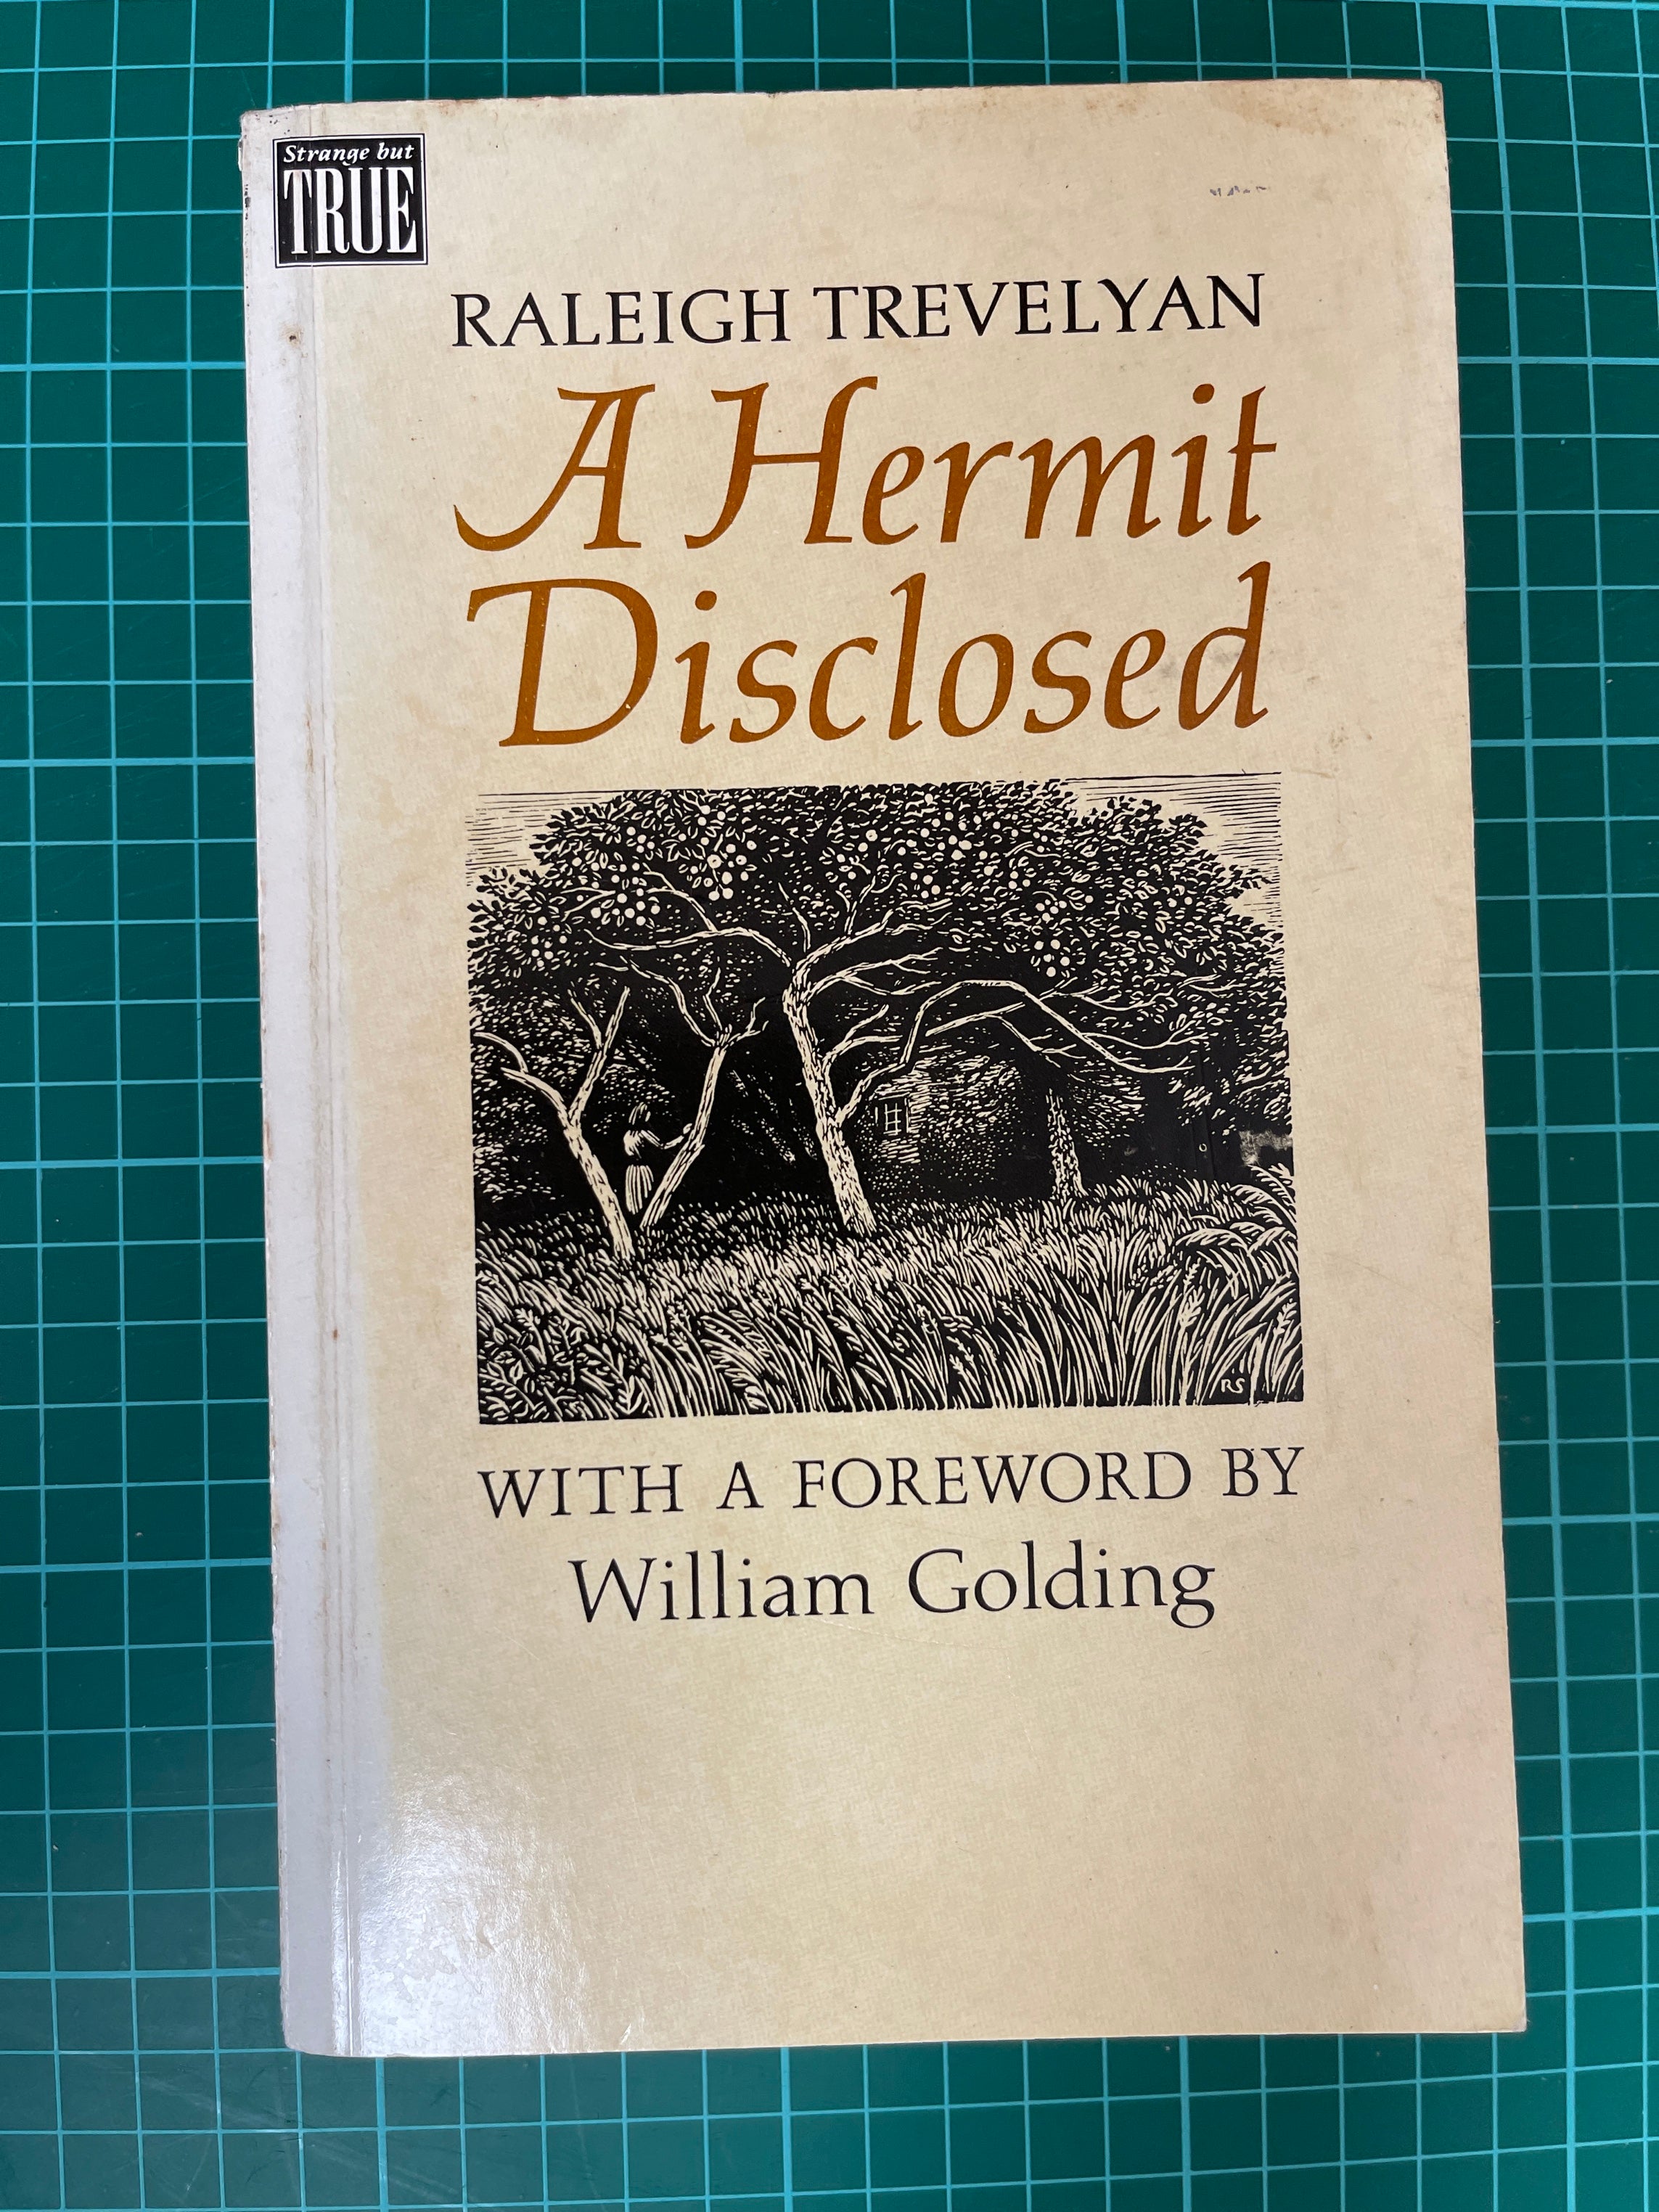 Strange but
TRUE
RALEIGH TREVELYAN
A Hermit
Disclosed
RS
WITH A FOREWORD BY
William Golding